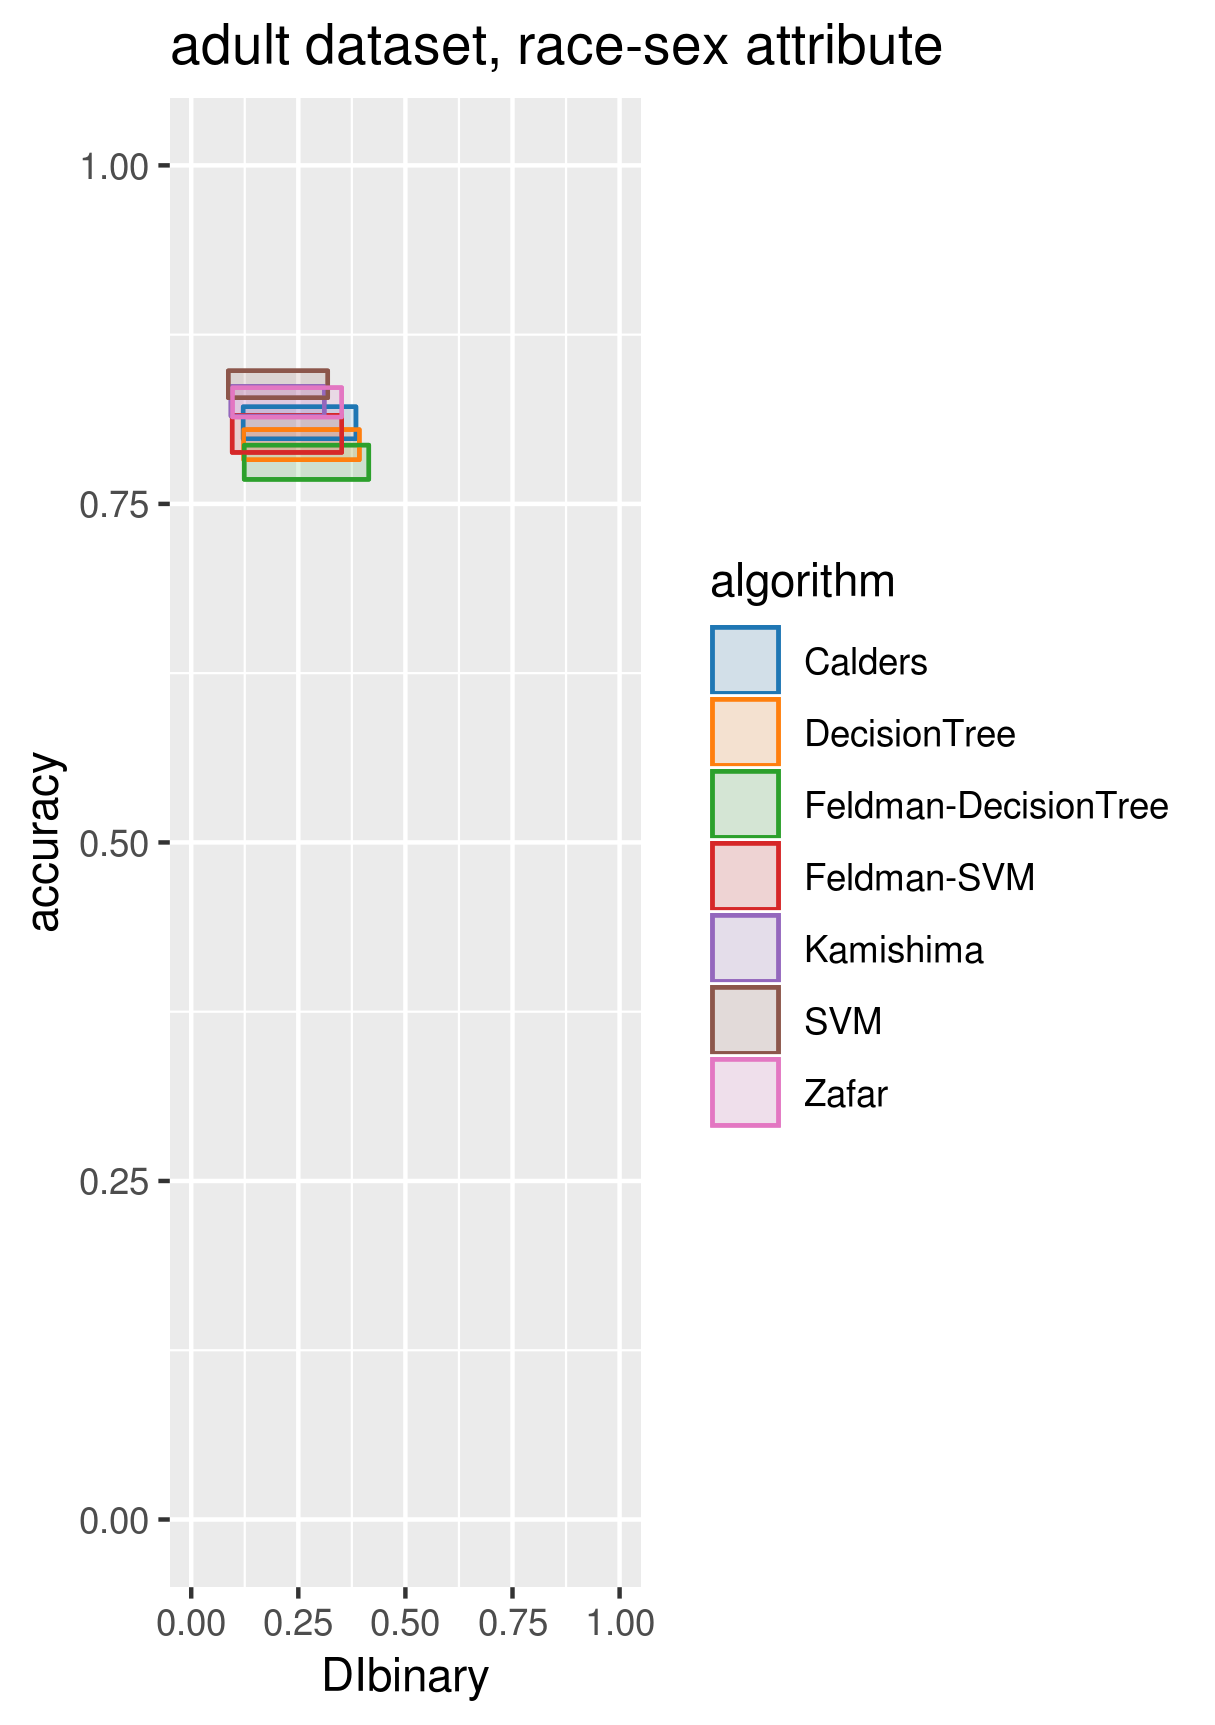 adult dataset, race-sex attribute
1.00
0.75
0.50
0.25
0.00
accuracy
0.00 0.25 0.50 0.75 1.00
DIbinary
algorithm
Calders
DecisionTree
Feldman-DecisionTree
Feldman-SVM
Kamishima
SVM
Zafar